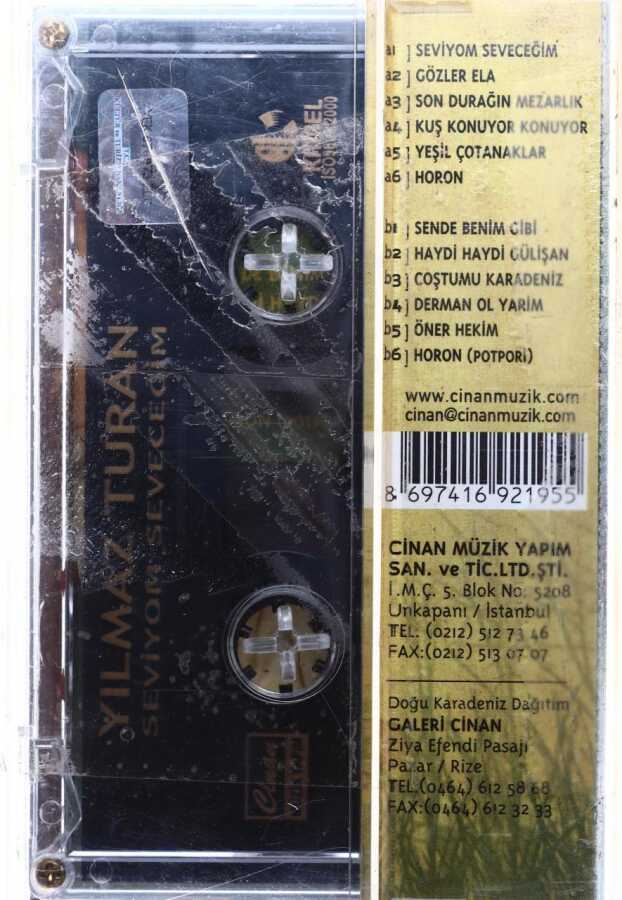 a1 ] SEVİYOM SEVECEĞİM
a2 ] GÖZLER ELA
a3 ] SON DURAĞIN MEZARLIK
a4 ] KUŞ KONUYOR KONUYOR
a5 ] YEŞİL ÇOTANAKLAR
a6 ] HORON
b1 ] SENDE BENİM GİBİ
b2 ] HAYDİ HAYDİ GÜLİŞAN
b3 ] COŞTUMU KARADENİZ
b4 ] DERMAN OL YARİM
b5 ] ÖNER HEKİM
b6 ] HORON (POTPORİ)
www.cinanmuzik.com
cinan@cinanmuzik.com
8 697416 921955
CİNAN MÜZİK YAPIM
SAN. ve TİC.LTD.ŞTİ.
İ.M.Ç. 5. Blok No: 5208
Unkapanı / İstanbul
TEL: (0212) 512 73 46
FAX:(0212) 513 07 07
Doğu Karadeniz Dağıtım
GALERİ CİNAN
Ziya Efendi Pasajı
Pazar / Rize
TEL:(0464) 612 58 68
FAX:(0464) 612 32 33
YILMAZ TURAN
SEVİYOM SEVECEĞİM
Cinan